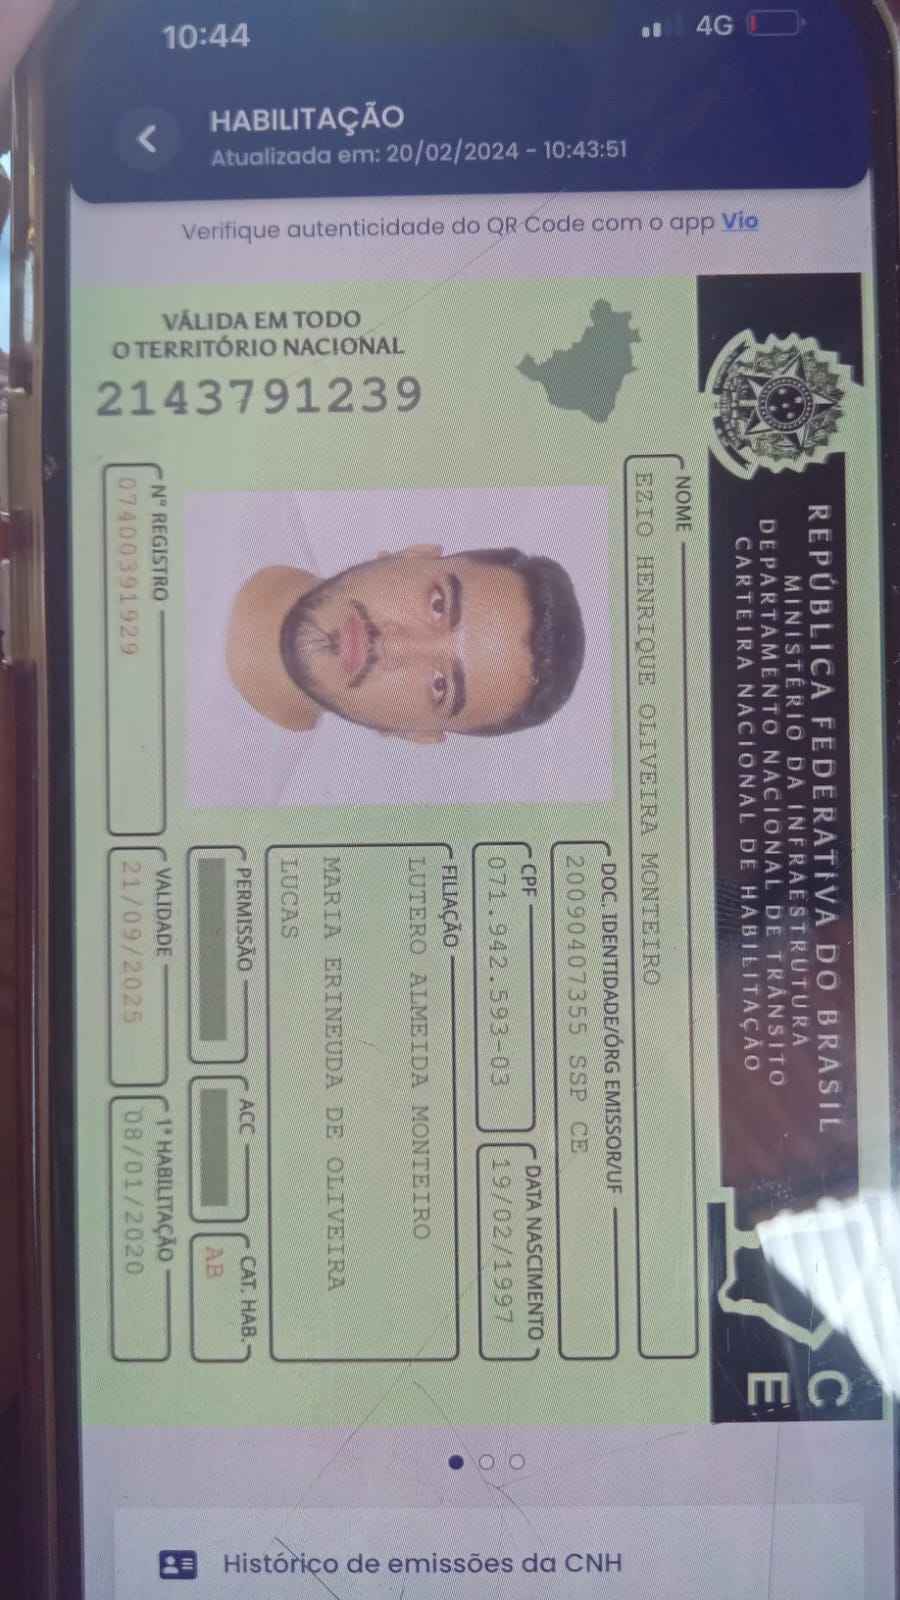 10:44
4G
HABILITAÇÃO
Atualizada em: 20/02/2024 - 10:43:51
Verifique autenticidade do QR Code com o app Vio
REPÚBLICA FEDERATIVA DO BRASIL
MINISTÉRIO DA INFRAESTRUTURA
DEPARTAMENTO NACIONAL DE TRÂNSITO
CARTEIRA NACIONAL DE HABILITAÇÃO
CE
VÁLIDA EM TODO
O TERRITÓRIO NACIONAL
2143791239
NOME
EZIO HENRIQUE OLIVEIRA MONTEIRO
DOC. IDENTIDADE/ÓRG EMISSOR/UF
20090407355 SSP CE
CPF
071.942.593-03
DATA NASCIMENTO
19/02/1997
FILIAÇÃO
LUTERO ALMEIDA MONTEIRO
MARIA ERINEUDA DE OLIVEIRA
LUCAS
PERMISSÃO
ACC
CAT. HAB.
AB
Nº REGISTRO
07400391929
VALIDADE
21/09/2025
1ª HABILITAÇÃO
08/01/2020
Histórico de emissões da CNH